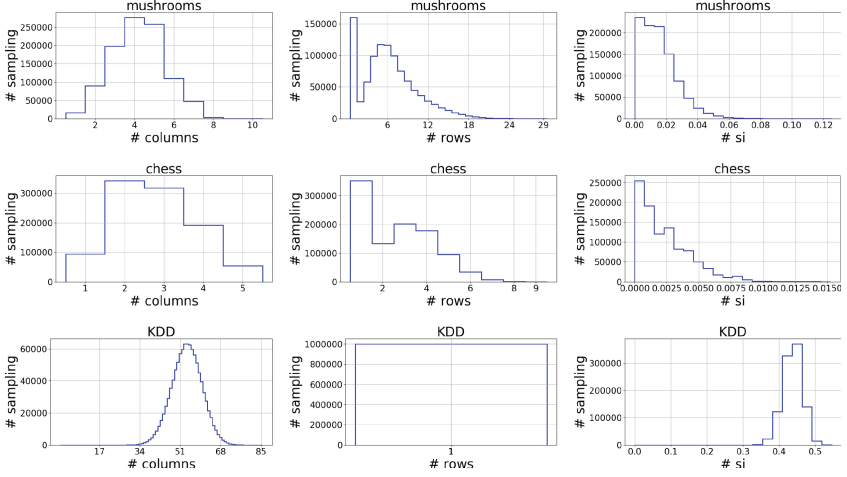 mushrooms
# sampling
250000
200000
150000
100000
50000
0
2 4 6 8 10
# columns
mushrooms
# sampling
150000
100000
50000
0
6 12 18 24 29
# rows
mushrooms
# sampling
200000
150000
100000
50000
0
0.00 0.02 0.04 0.06 0.08 0.10 0.12
# si
chess
# sampling
300000
200000
100000
0
1 2 3 4 5
# columns
chess
# sampling
300000
200000
100000
0
2 4 6 8 9
# rows
chess
# sampling
250000
200000
150000
100000
50000
0
0.0000 0.0025 0.0050 0.0075 0.0100 0.0125 0.0150
# si
KDD
# sampling
60000
40000
20000
0
17 34 51 68 85
# columns
KDD
# sampling
1000000
800000
600000
400000
200000
0
1
# rows
KDD
# sampling
300000
200000
100000
0
0.0 0.1 0.2 0.3 0.4 0.5
# si